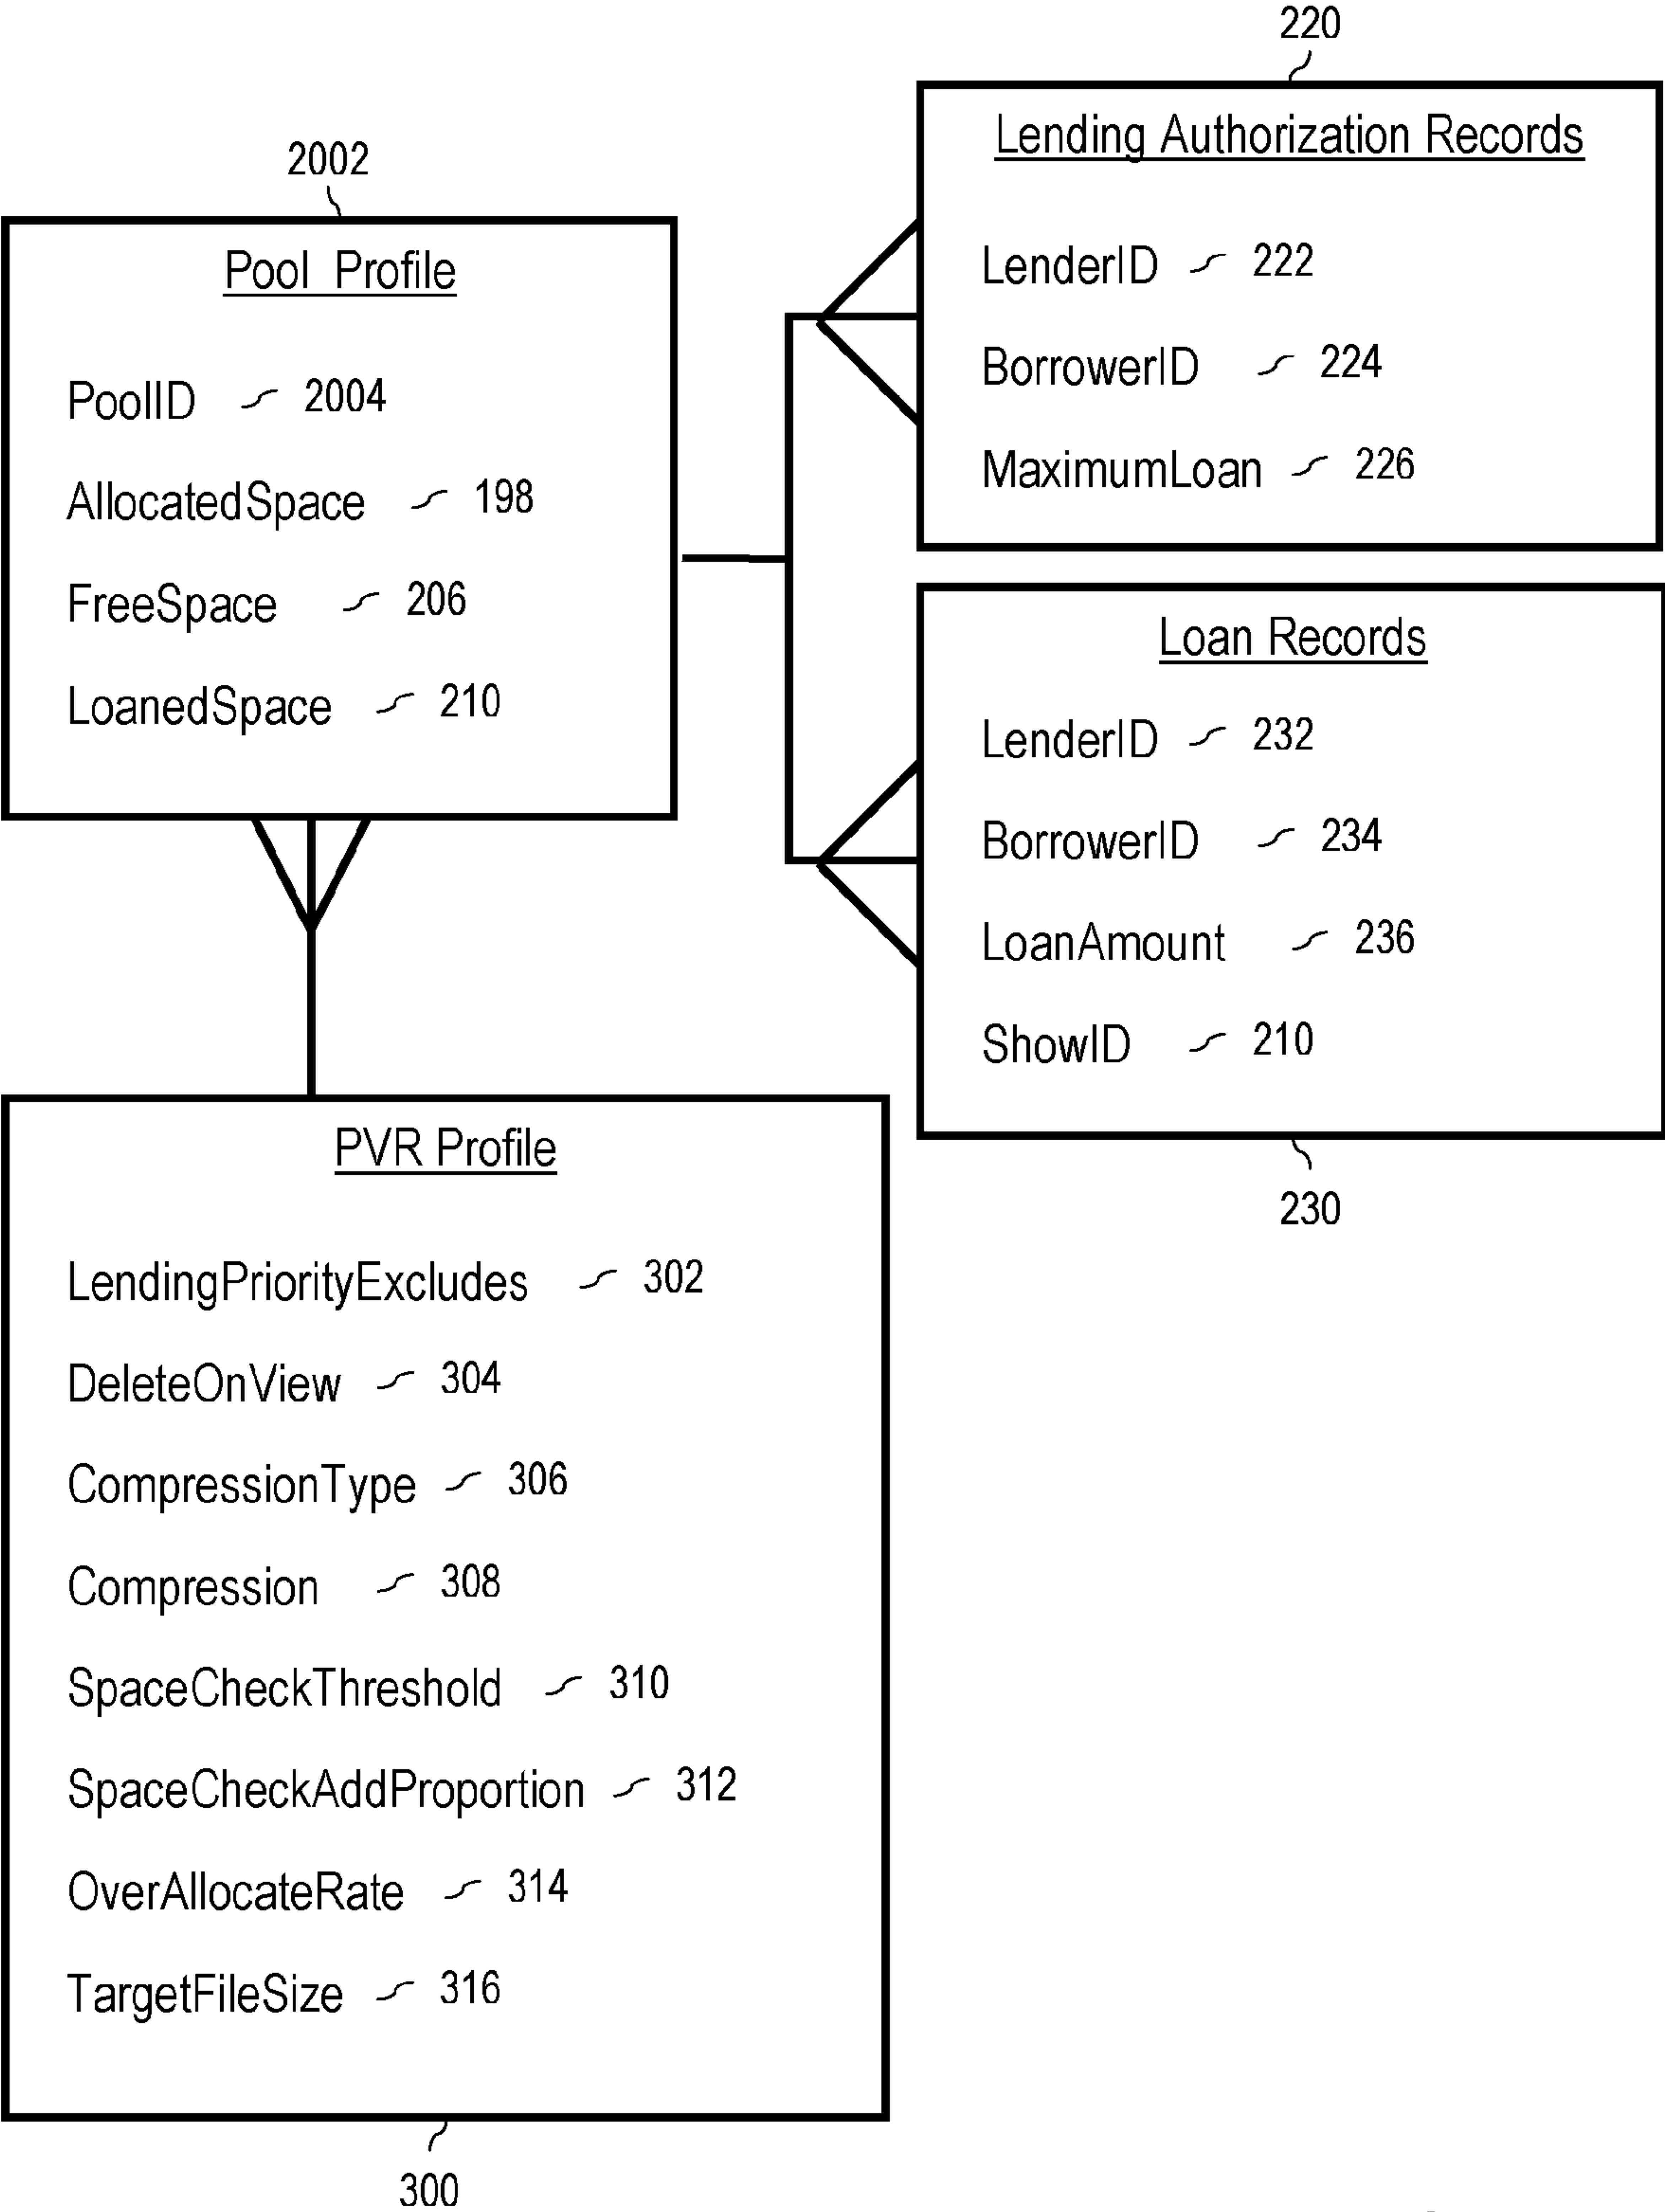 220
Lending Authorization Records
LenderID 222
BorrowerID 224
MaximumLoan 226
2002
Pool Profile
PoolID 2004
AllocatedSpace 198
FreeSpace 206
LoanedSpace 210
Loan Records
LenderID 232
BorrowerID 234
LoanAmount 236
ShowID 210
230
PVR Profile
LendingPriorityExcludes 302
DeleteOnView 304
CompressionType 306
Compression 308
SpaceCheckThreshold 310
SpaceCheckAddProportion 312
OverAllocateRate 314
TargetFileSize 316
300